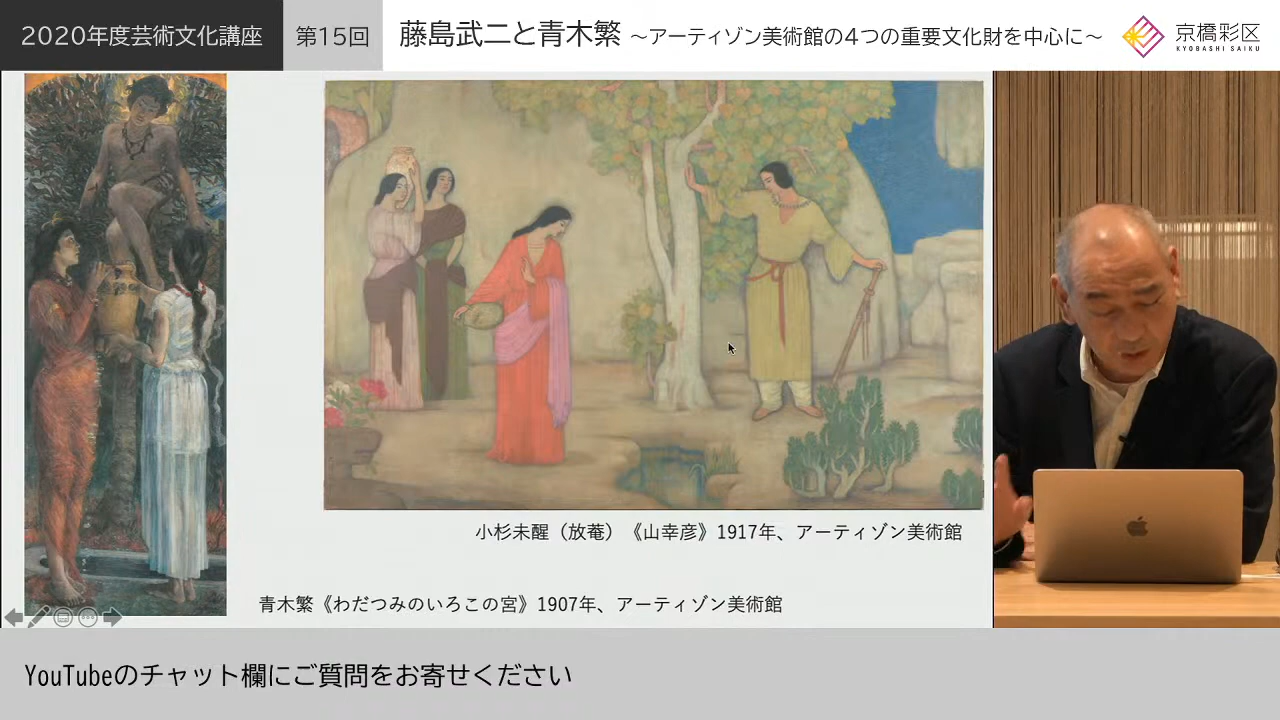 2020年度芸術文化講座
第15回
藤島武二と青木繁 ～アーティゾン美術館の4つの重要文化財を中心に～
京橋彩区
KYOBASHI SAIKU
小杉未醒（放菴）《山幸彦》1917年、アーティゾン美術館
青木繁《わだつみのいろこの宮》1907年、アーティゾン美術館
YouTubeのチャット欄にご質問をお寄せください